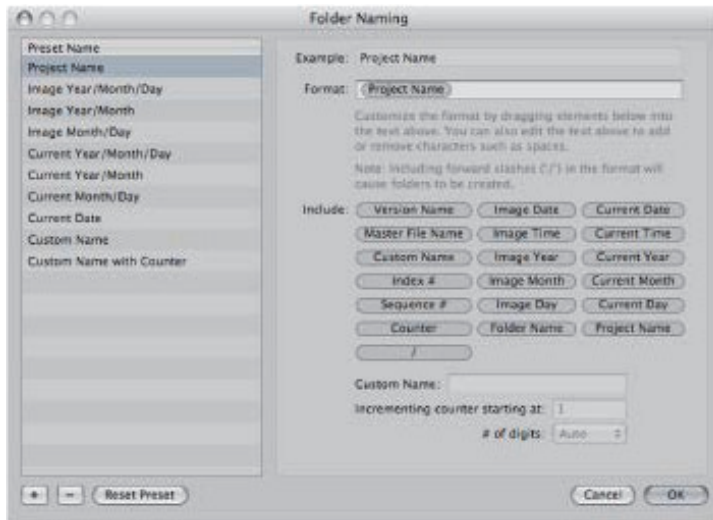 Folder Naming
Preset Name
Project Name
Image Year/Month/Day
Image Year/Month
Image Month/Day
Current Year/Month/Day
Current Year/Month
Current Month/Day
Current Date
Custom Name
Custom Name with Counter
Example: Project Name
Format: Project Name
Customize the format by dragging elements below into
the text above. You can also edit the text above to add
or remove characters such as spaces.
Note: Including forward slashes ('/') in the format will
cause folders to be created.
Include: Version Name Image Date Current Date
Master File Name Image Time Current Time
Custom Name Image Year Current Year
Index # Image Month Current Month
Sequence # Image Day Current Day
Counter Folder Name Project Name
/
Custom Name:
Incrementing counter starting at: 1
# of digits: Auto
+ − Reset Preset Cancel OK